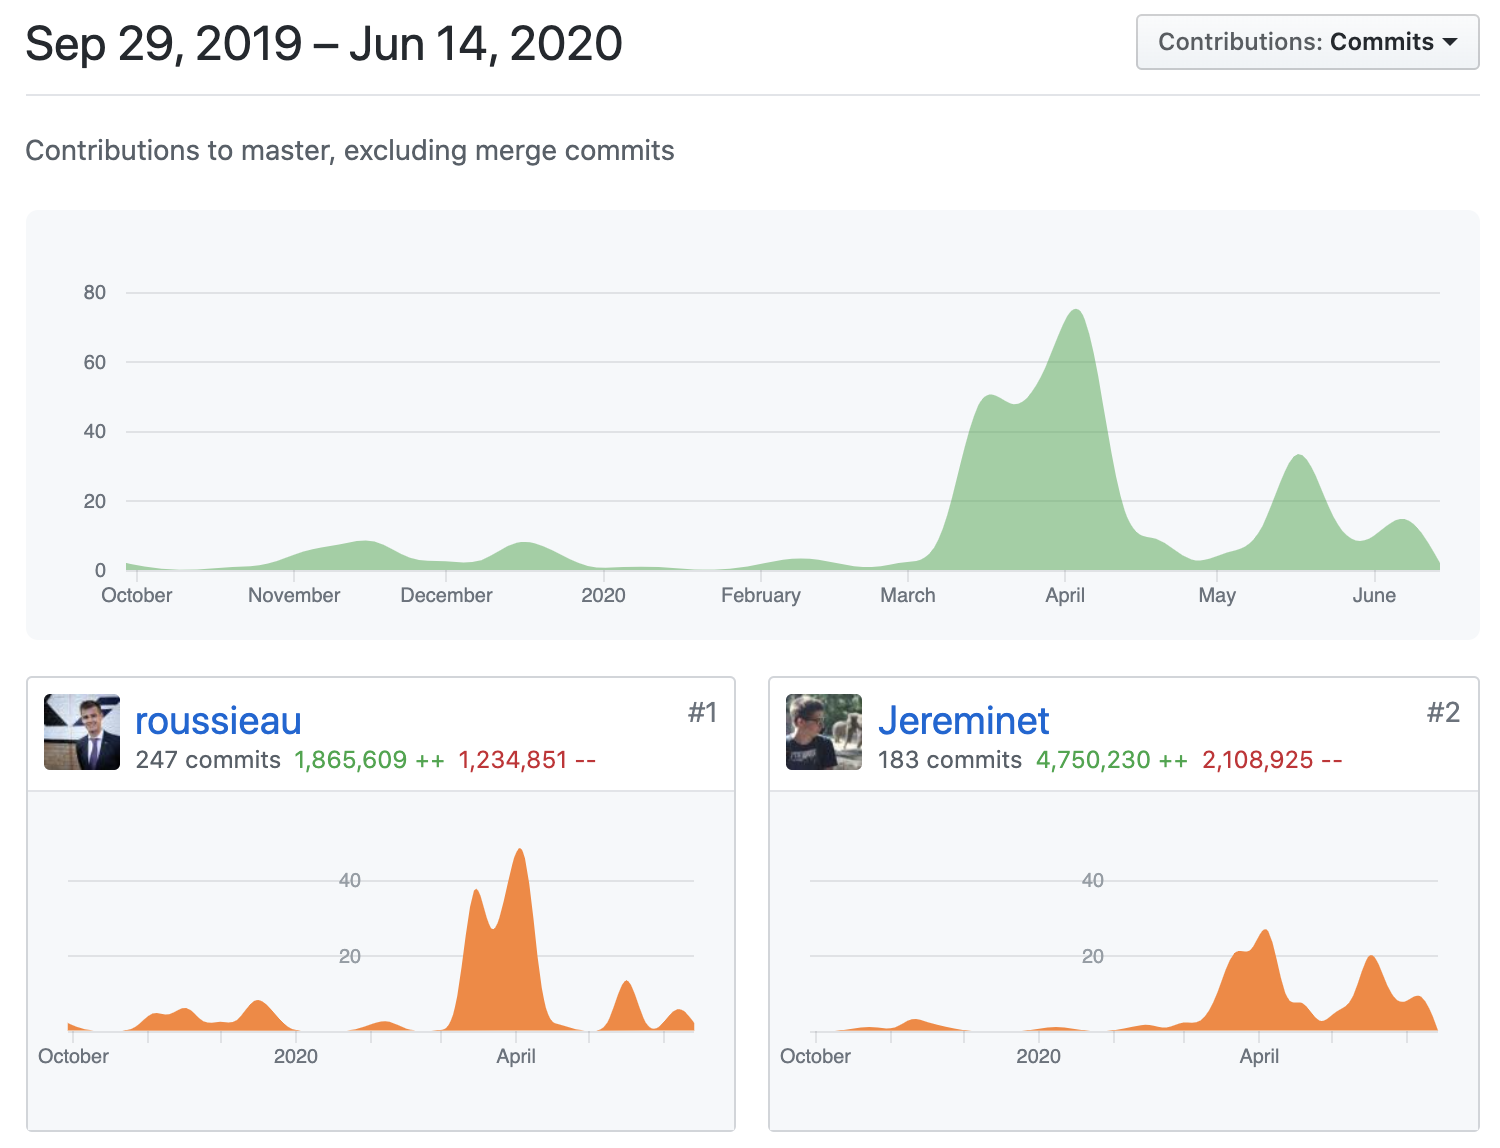 Sep 29, 2019 – Jun 14, 2020
Contributions: Commits
Contributions to master, excluding merge commits
80
60
40
20
0
October November December 2020 February March April May June
roussieau #1
247 commits 1,865,609 ++ 1,234,851 --
40
20
October 2020 April
Jereminet #2
183 commits 4,750,230 ++ 2,108,925 --
40
20
October 2020 April